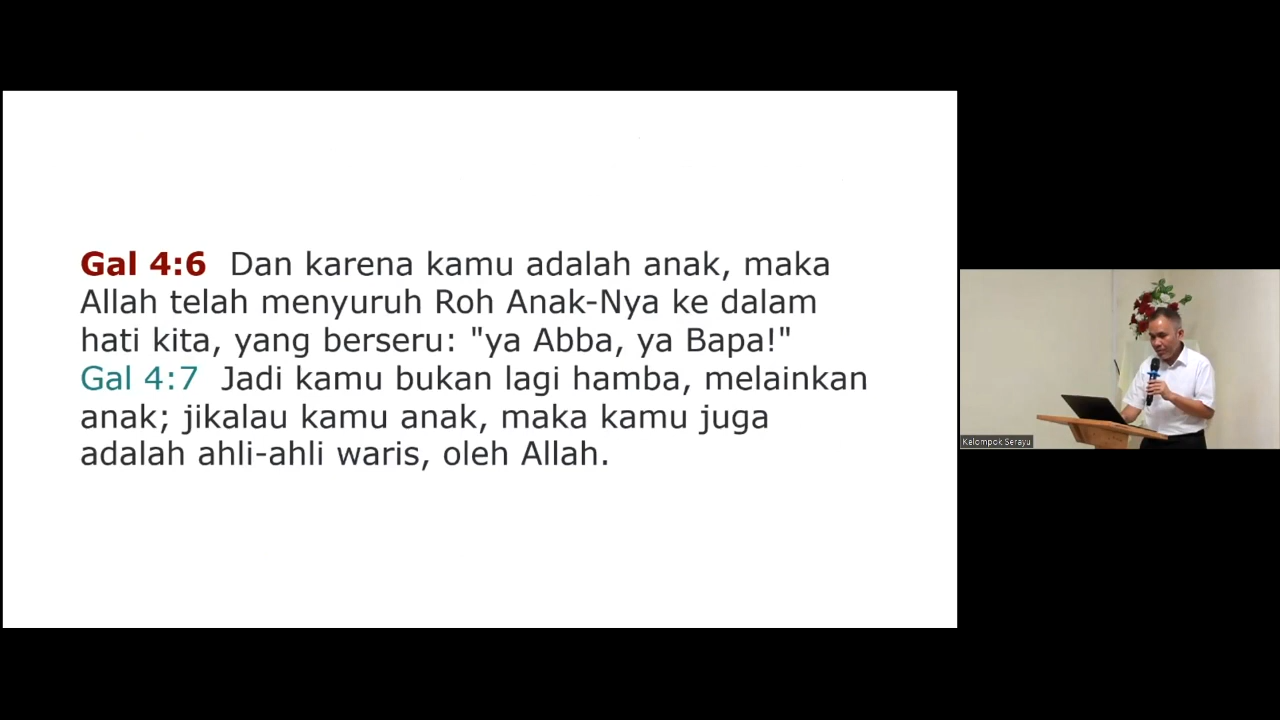 Gal 4:6 Dan karena kamu adalah anak, maka
Allah telah menyuruh Roh Anak-Nya ke dalam
hati kita, yang berseru: "ya Abba, ya Bapa!"
Gal 4:7 Jadi kamu bukan lagi hamba, melainkan
anak; jikalau kamu anak, maka kamu juga
adalah ahli-ahli waris, oleh Allah.
Kelompok Serayu